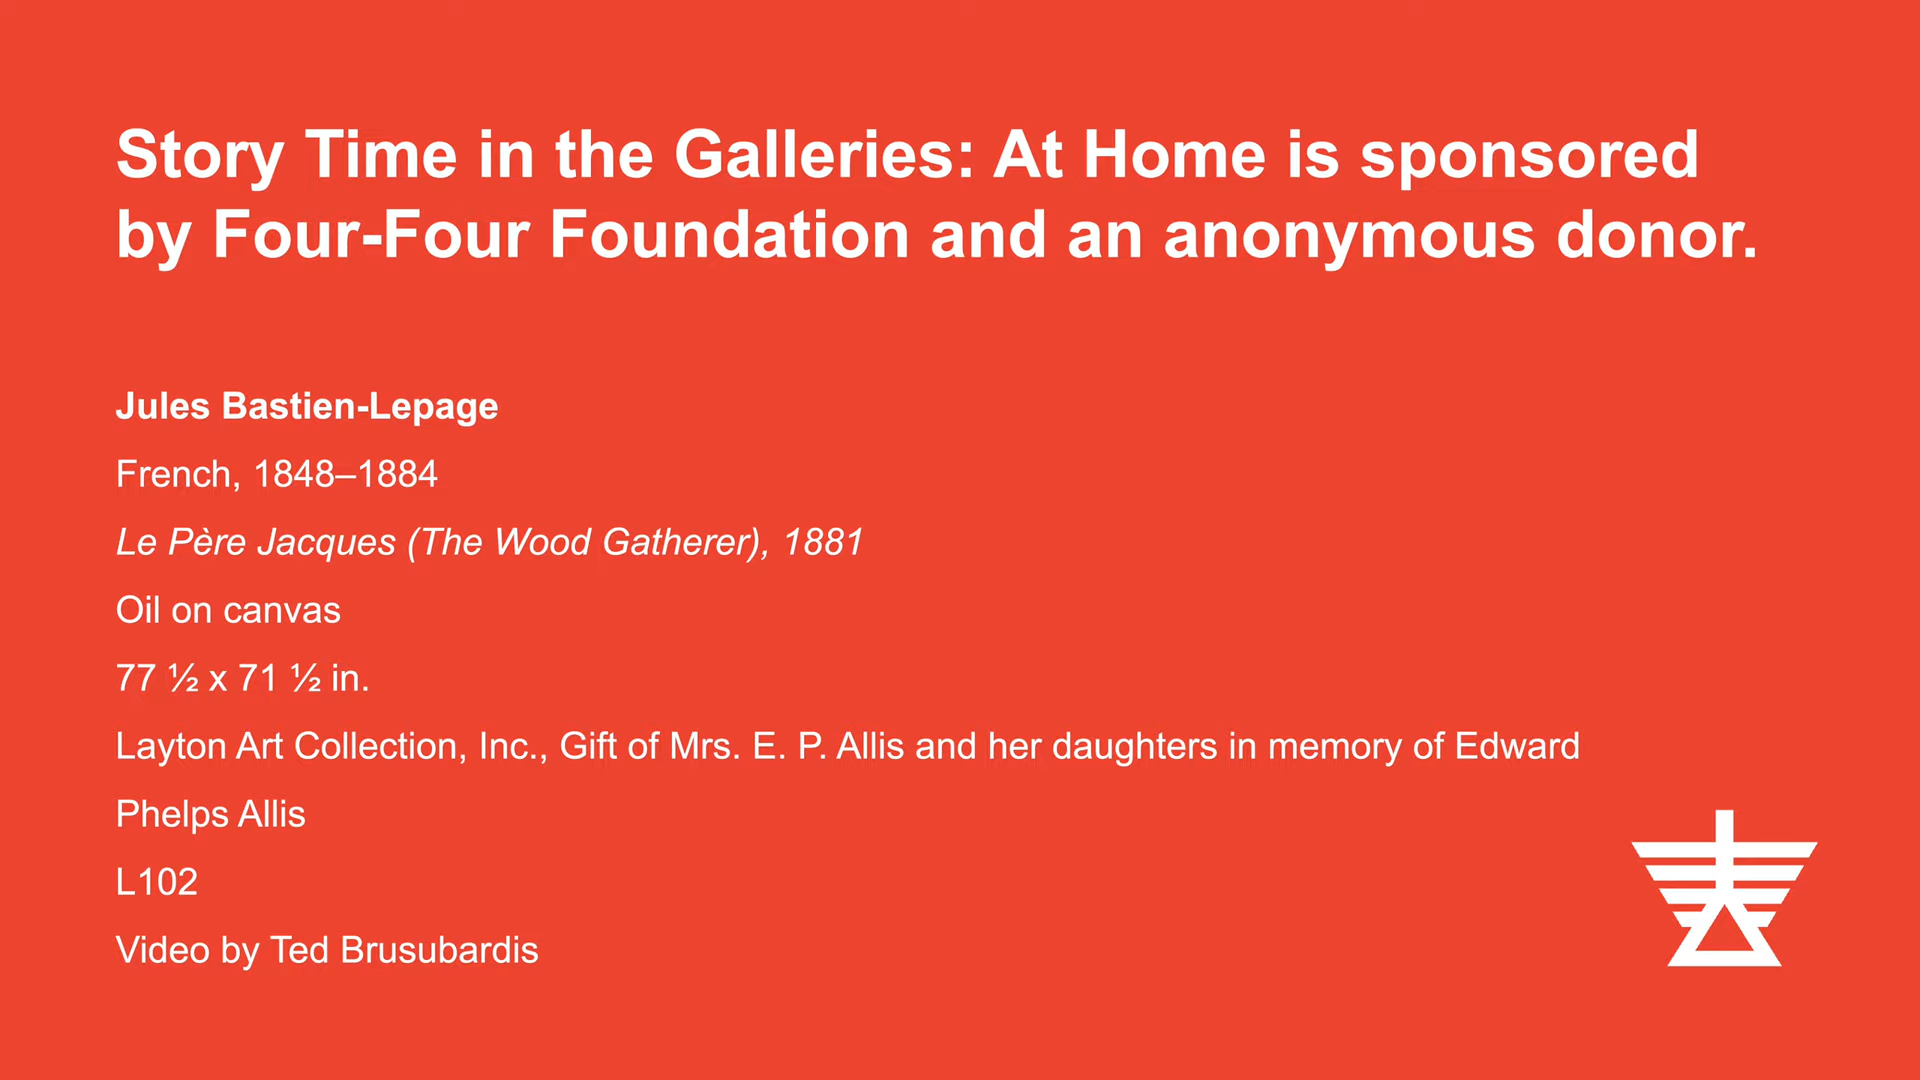 Story Time in the Galleries: At Home is sponsored
by Four-Four Foundation and an anonymous donor.
Jules Bastien-Lepage
French, 1848–1884
Le Père Jacques (The Wood Gatherer), 1881
Oil on canvas
77 ½ x 71 ½ in.
Layton Art Collection, Inc., Gift of Mrs. E. P. Allis and her daughters in memory of Edward
Phelps Allis
L102
Video by Ted Brusubardis